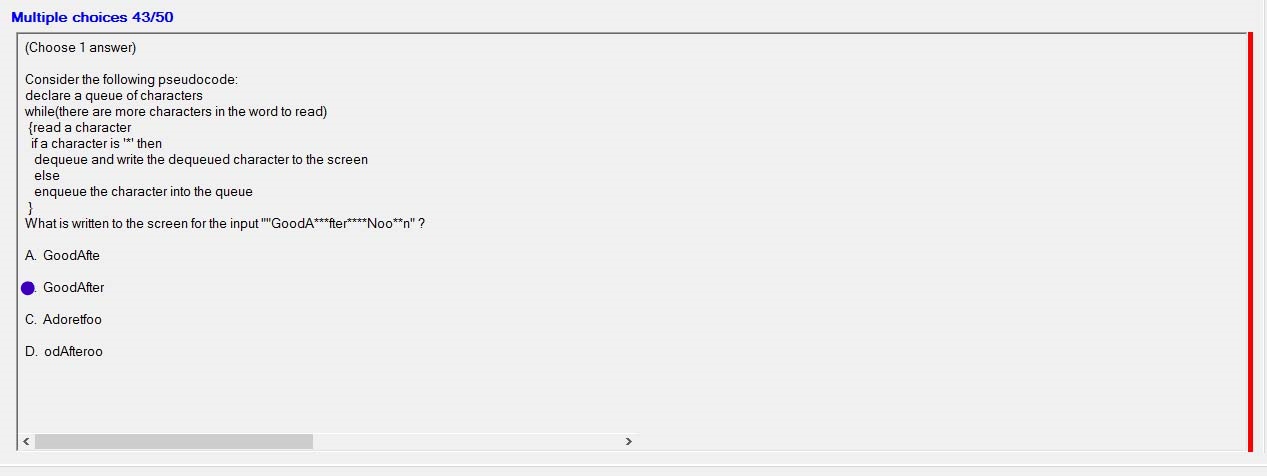 Multiple choices 43/50
(Choose 1 answer)
Consider the following pseudocode:
declare a queue of characters
while(there are more characters in the word to read)
{read a character
if a character is '*' then
dequeue and write the dequeued character to the screen
else
enqueue the character into the queue
}
What is written to the screen for the input ""GoodA***fter****Noo**n" ?
A. GoodAfte
. GoodAfter
C. Adoretfoo
D. odAfteroo